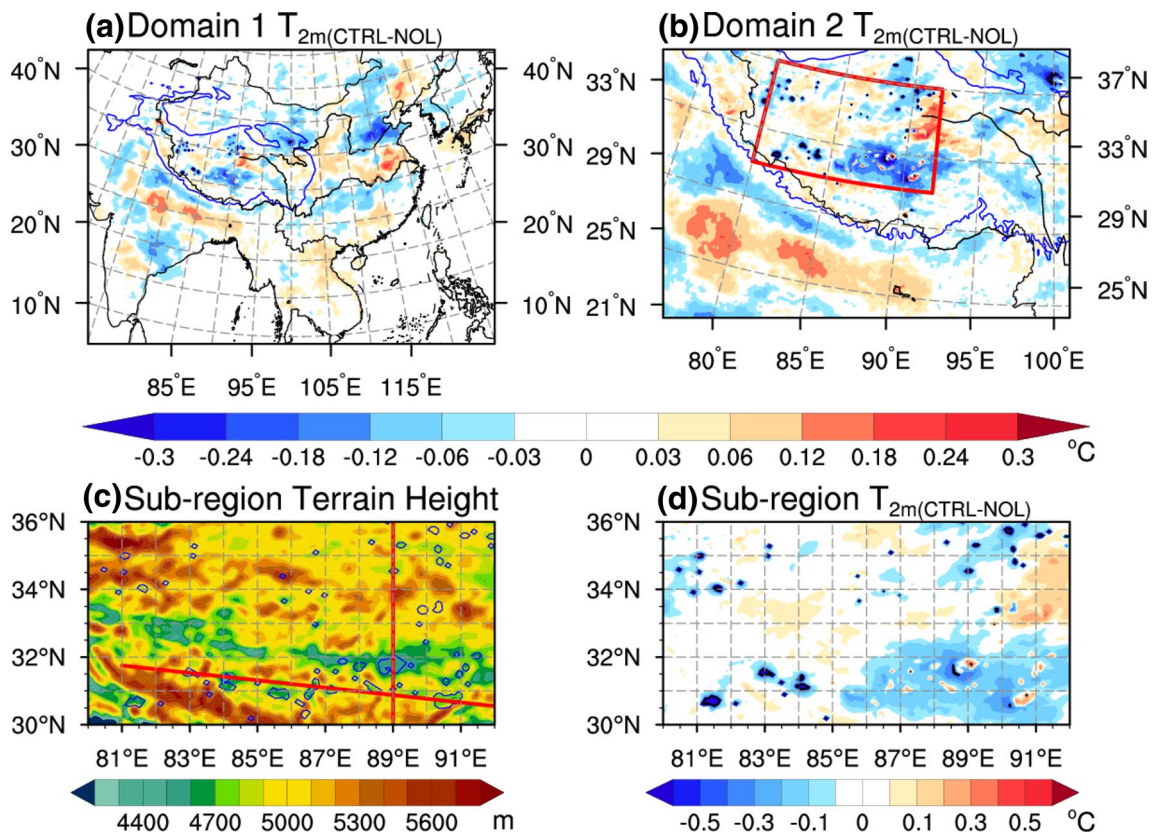 (a) Domain 1 T2m(CTRL-NOL)
(b) Domain 2 T2m(CTRL-NOL)
40°N
30°N
20°N
10°N
40°N
30°N
20°N
10°N
85°E 95°E 105°E 115°E
33°N
29°N
25°N
21°N
37°N
33°N
29°N
25°N
80°E 85°E 90°E 95°E 100°E
-0.3 -0.24 -0.18 -0.12 -0.06 -0.03 0 0.03 0.06 0.12 0.18 0.24 0.3 °C
(c) Sub-region Terrain Height
(d) Sub-region T2m(CTRL-NOL)
36°N
34°N
32°N
30°N
81°E 83°E 85°E 87°E 89°E 91°E
4400 4700 5000 5300 5600 m
36°N
34°N
32°N
30°N
81°E 83°E 85°E 87°E 89°E 91°E
-0.5 -0.3 -0.1 0 0.1 0.3 0.5 °C